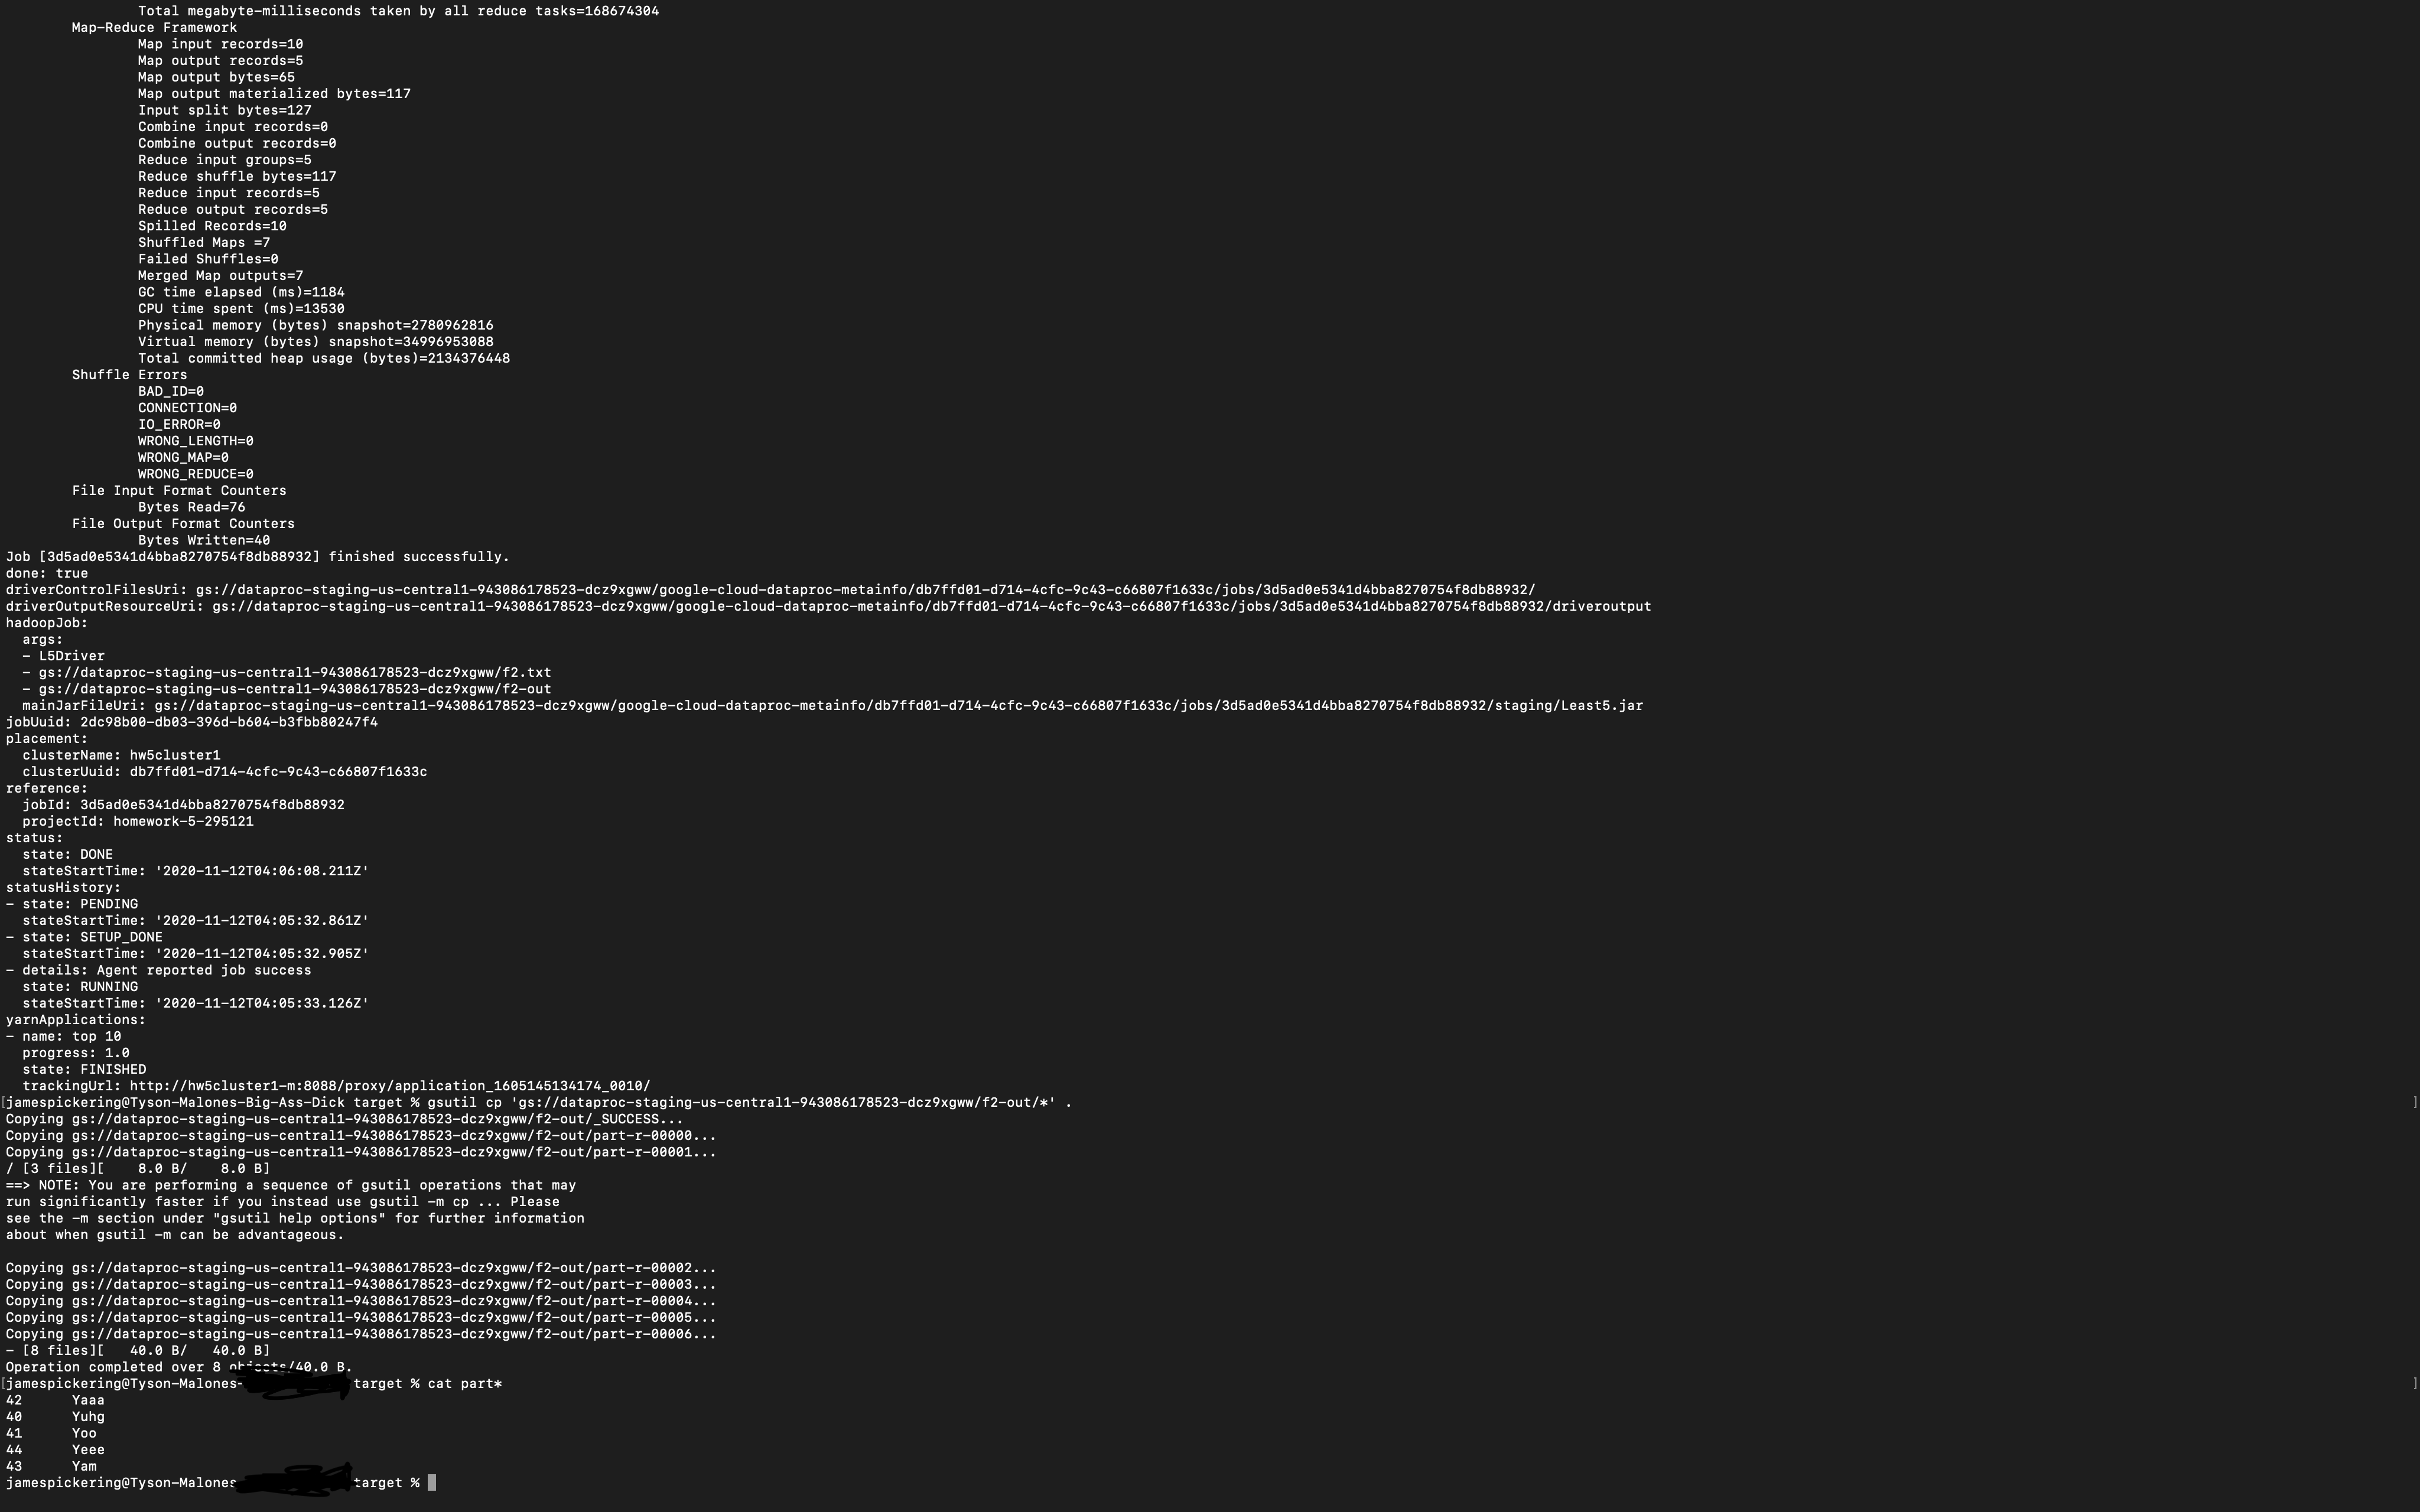 Total megabyte-milliseconds taken by all reduce tasks=168674304
Map-Reduce Framework
Map input records=10
Map output records=5
Map output bytes=65
Map output materialized bytes=117
Input split bytes=127
Combine input records=0
Combine output records=0
Reduce input groups=5
Reduce shuffle bytes=117
Reduce input records=5
Reduce output records=5
Spilled Records=10
Shuffled Maps =7
Failed Shuffles=0
Merged Map outputs=7
GC time elapsed (ms)=1184
CPU time spent (ms)=13530
Physical memory (bytes) snapshot=2780962816
Virtual memory (bytes) snapshot=34996953088
Total committed heap usage (bytes)=2134376448
Shuffle Errors
BAD_ID=0
CONNECTION=0
IO_ERROR=0
WRONG_LENGTH=0
WRONG_MAP=0
WRONG_REDUCE=0
File Input Format Counters
Bytes Read=76
File Output Format Counters
Bytes Written=40
Job [3d5ad0e5341d4bba8270754f8db88932] finished successfully.
done: true
driverControlFilesUri: gs://dataproc-staging-us-central1-943086178523-dcz9xgww/google-cloud-dataproc-metainfo/db7ffd01-d714-4cfc-9c43-c66807f1633c/jobs/3d5ad0e5341d4bba8270754f8db88932/
driverOutputResourceUri: gs://dataproc-staging-us-central1-943086178523-dcz9xgww/google-cloud-dataproc-metainfo/db7ffd01-d714-4cfc-9c43-c66807f1633c/jobs/3d5ad0e5341d4bba8270754f8db88932/driveroutput
hadoopJob:
args:
- L5Driver
- gs://dataproc-staging-us-central1-943086178523-dcz9xgww/f2.txt
- gs://dataproc-staging-us-central1-943086178523-dcz9xgww/f2-out
mainJarFileUri: gs://dataproc-staging-us-central1-943086178523-dcz9xgww/google-cloud-dataproc-metainfo/db7ffd01-d714-4cfc-9c43-c66807f1633c/jobs/3d5ad0e5341d4bba8270754f8db88932/staging/Least5.jar
jobUuid: 2dc98b00-db03-396d-b604-b3fbb80247f4
placement:
clusterName: hw5cluster1
clusterUuid: db7ffd01-d714-4cfc-9c43-c66807f1633c
reference:
jobId: 3d5ad0e5341d4bba8270754f8db88932
projectId: homework-5-295121
status:
state: DONE
stateStartTime: '2020-11-12T04:06:08.211Z'
statusHistory:
- state: PENDING
stateStartTime: '2020-11-12T04:05:32.861Z'
- state: SETUP_DONE
stateStartTime: '2020-11-12T04:05:32.905Z'
- details: Agent reported job success
state: RUNNING
stateStartTime: '2020-11-12T04:05:33.126Z'
yarnApplications:
- name: top 10
progress: 1.0
state: FINISHED
trackingUrl: http://hw5cluster1-m:8088/proxy/application_1605145134174_0010/
[jamespickering@Tyson-Malones-Big-Ass-Dick target % gsutil cp 'gs://dataproc-staging-us-central1-943086178523-dcz9xgww/f2-out/*' . ]
Copying gs://dataproc-staging-us-central1-943086178523-dcz9xgww/f2-out/_SUCCESS...
Copying gs://dataproc-staging-us-central1-943086178523-dcz9xgww/f2-out/part-r-00000...
Copying gs://dataproc-staging-us-central1-943086178523-dcz9xgww/f2-out/part-r-00001...
/ [3 files][    8.0 B/    8.0 B]
==> NOTE: You are performing a sequence of gsutil operations that may
run significantly faster if you instead use gsutil -m cp ... Please
see the -m section under "gsutil help options" for further information
about when gsutil -m can be advantageous.
Copying gs://dataproc-staging-us-central1-943086178523-dcz9xgww/f2-out/part-r-00002...
Copying gs://dataproc-staging-us-central1-943086178523-dcz9xgww/f2-out/part-r-00003...
Copying gs://dataproc-staging-us-central1-943086178523-dcz9xgww/f2-out/part-r-00004...
Copying gs://dataproc-staging-us-central1-943086178523-dcz9xgww/f2-out/part-r-00005...
Copying gs://dataproc-staging-us-central1-943086178523-dcz9xgww/f2-out/part-r-00006...
- [8 files][   40.0 B/   40.0 B]
Operation completed over 8 objects/40.0 B.
[jamespickering@Tyson-Malones- target % cat part* ]
42 Yaaa
40 Yuhg
41 Yoo
44 Yeee
43 Yam
jamespickering@Tyson-Malones target %